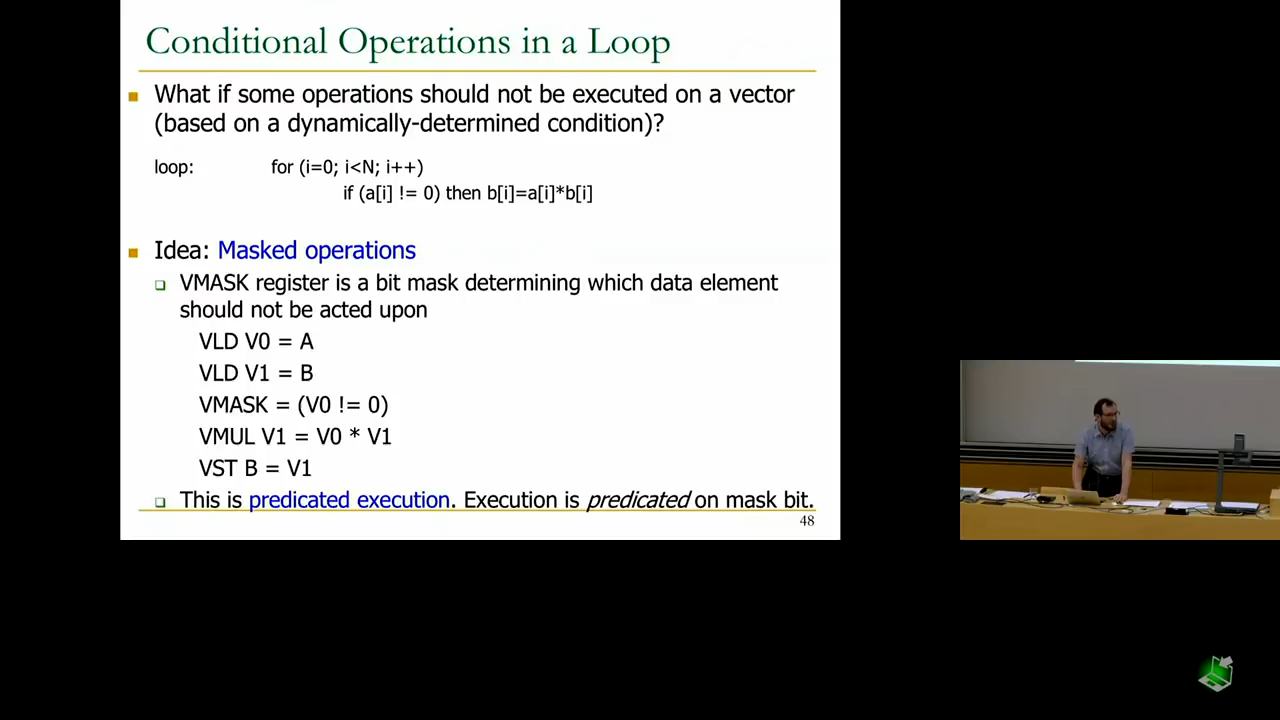 Conditional Operations in a Loop
What if some operations should not be executed on a vector
(based on a dynamically-determined condition)?
loop: for (i=0; i<N; i++)
if (a[i] != 0) then b[i]=a[i]*b[i]
Idea: Masked operations
VMASK register is a bit mask determining which data element
should not be acted upon
VLD V0 = A
VLD V1 = B
VMASK = (V0 != 0)
VMUL V1 = V0 * V1
VST B = V1
This is predicated execution. Execution is predicated on mask bit.
48